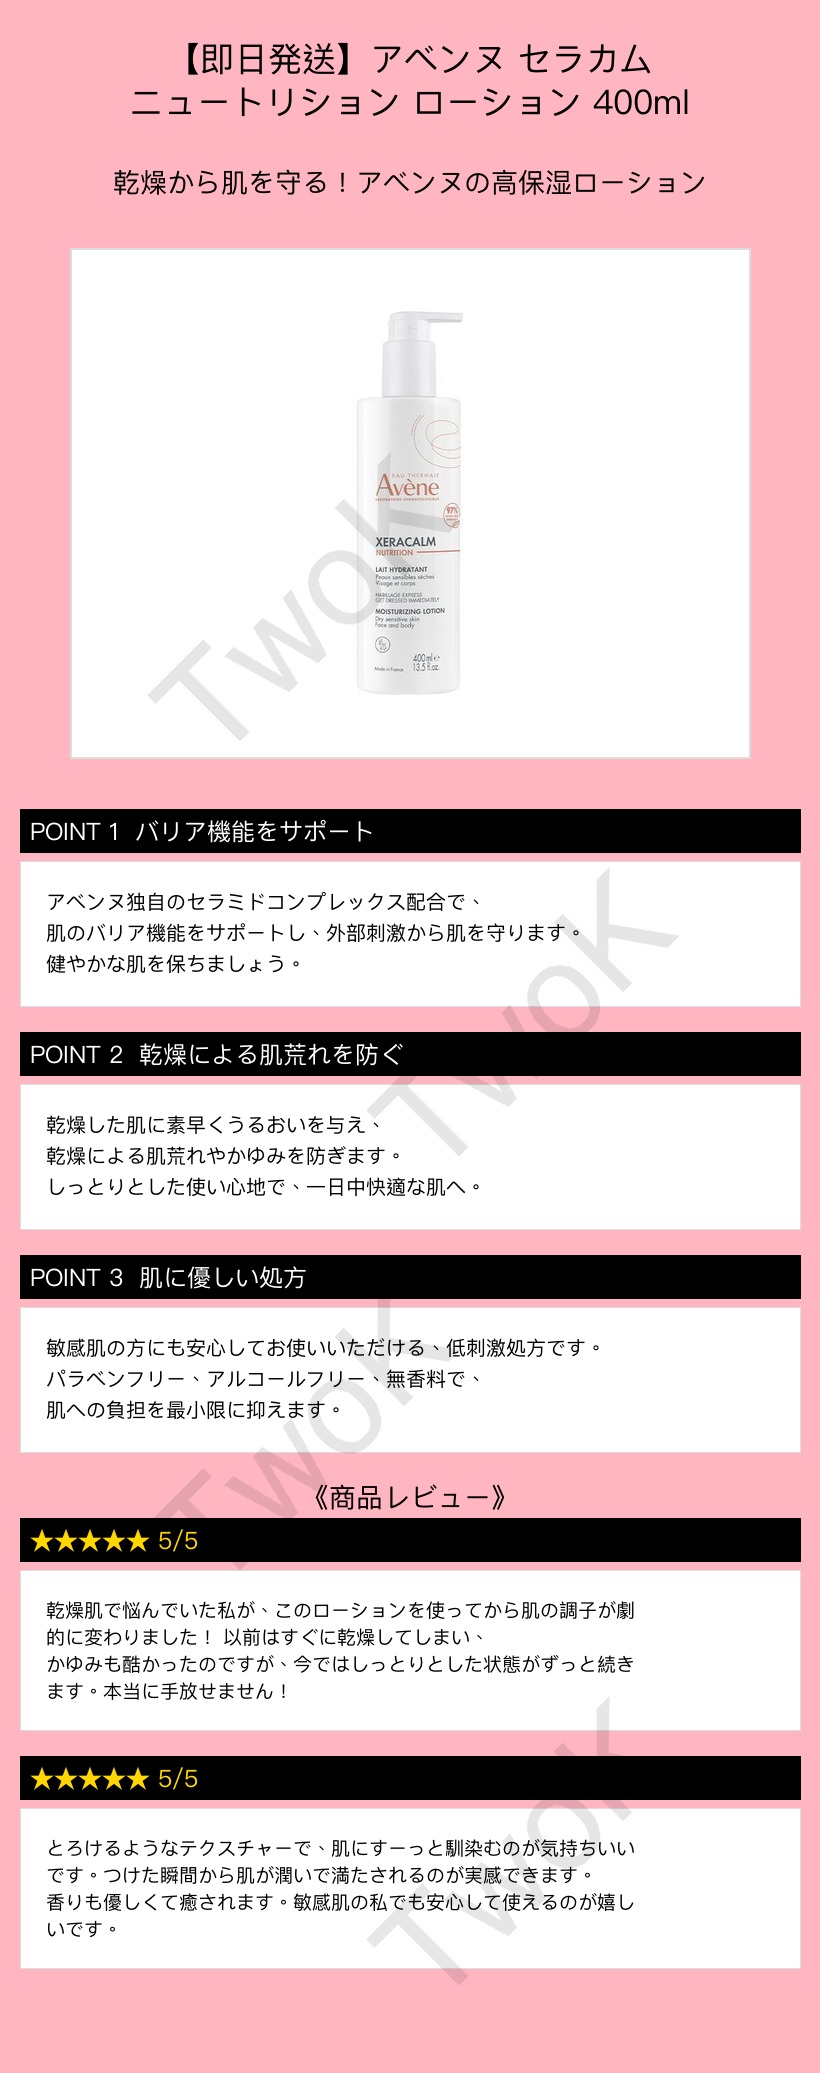 【即日発送】アベンヌ セラカム
ニュートリション ローション 400ml
乾燥から肌を守る！アベンヌの高保湿ローション
EAU THERMALE
Avène
LABORATOIRE DERMATOLOGIQUE
97%
XERACALM
NUTRITION
LAIT HYDRATANT
Peaux sensibles sèches
Visage et corps
HABILLAGE EXPRESS
GET DRESSED IMMEDIATELY
MOISTURIZING LOTION
Dry sensitive skin
Face and body
400 ml e
Made in France
13.5 fl.oz.
TwoK
POINT 1 バリア機能をサポート
アベンヌ独自のセラミドコンプレックス配合で、
肌のバリア機能をサポートし、外部刺激から肌を守ります。
健やかな肌を保ちましょう。
TwoK
POINT 2 乾燥による肌荒れを防ぐ
乾燥した肌に素早くうるおいを与え、
乾燥による肌荒れやかゆみを防ぎます。
しっとりとした使い心地で、一日中快適な肌へ。
POINT 3 肌に優しい処方
敏感肌の方にも安心してお使いいただける、低刺激処方です。
パラベンフリー、アルコールフリー、無香料で、
肌への負担を最小限に抑えます。
TwoK
《商品レビュー》
★★★★★ 5/5
乾燥肌で悩んでいた私が、このローションを使ってから肌の調子が劇
的に変わりました！ 以前はすぐに乾燥してしまい、
かゆみも酷かったのですが、今ではしっとりとした状態がずっと続き
ます。本当に手放せません！
★★★★★ 5/5
とろけるようなテクスチャーで、肌にすーっと馴染むのが気持ちいい
です。つけた瞬間から肌が潤いで満たされるのが実感できます。
香りも優しくて癒されます。敏感肌の私でも安心して使えるのが嬉し
いです。
TwoK